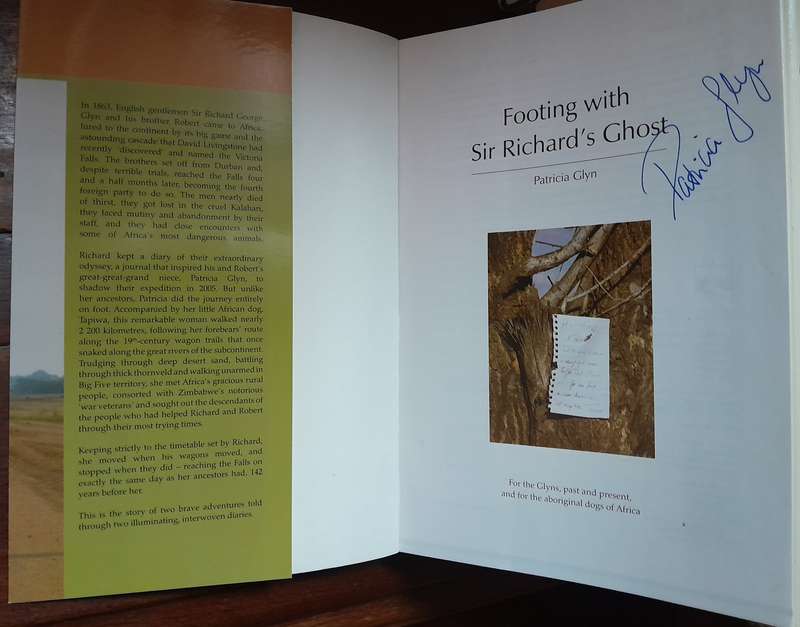 In 1863, English gentlemen Sir Richard George
Glyn and his brother Robert came to Africa,
lured to the continent by its big game and the
astounding cascade that David Livingstone had
recently 'discovered' and named the Victoria
Falls. The brothers set off from Durban and,
despite terrible trials, reached the Falls four
and a half months later, becoming the fourth
foreign party to do so. The men nearly died
of thirst, they got lost in the cruel Kalahari,
they faced mutiny and abandonment by their
staff, and they had close encounters with
some of Africa's most dangerous animals.
Richard kept a diary of their extraordinary
odyssey, a journal that inspired his and Robert's
great-great-grand niece, Patricia Glyn, to
shadow their expedition in 2005. But unlike
her ancestors, Patricia did the journey entirely
on foot. Accompanied by her little African dog,
Tapiwa, this remarkable woman walked nearly
2 200 kilometres, following her forebears' route
along the 19th-century wagon trails that once
snaked along the great rivers of the subcontinent.
Trudging through deep desert sand, battling
through thick thornveld and walking unarmed in
Big Five territory, she met Africa's gracious rural
people, consorted with Zimbabwe's notorious
'war veterans' and sought out the descendants of
the people who had helped Richard and Robert
through their most trying times.
Keeping strictly to the timetable set by Richard,
she moved when his wagons moved, and
stopped when they did – reaching the Falls on
exactly the same day as her ancestors had, 142
years before her.
This is the story of two brave adventures told
through two illuminating, interwoven diaries.
Footing with
Sir Richard's Ghost
Patricia Glyn
Patricia Glyn
For the Glyns, past and present,
and for the aboriginal dogs of Africa